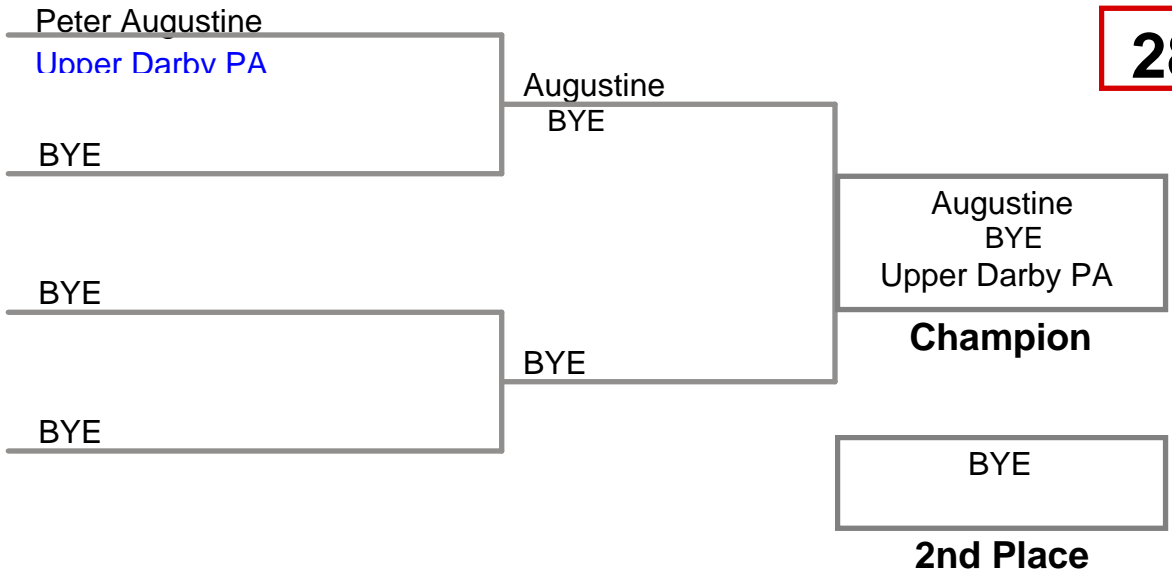 Peter Augustine
Upper Darby PA
28
Augustine
BYE
BYE
Augustine
BYE
Upper Darby PA
BYE
Champion
BYE
BYE
BYE
2nd Place